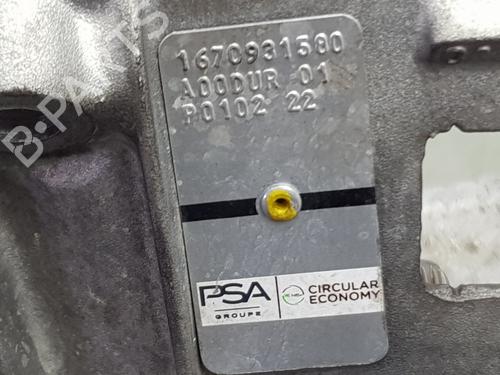 1670931580
A00DUR 01
P0102 22
B-PARTS
PSA
GROUPE
CIRCULAR
ECONOMY